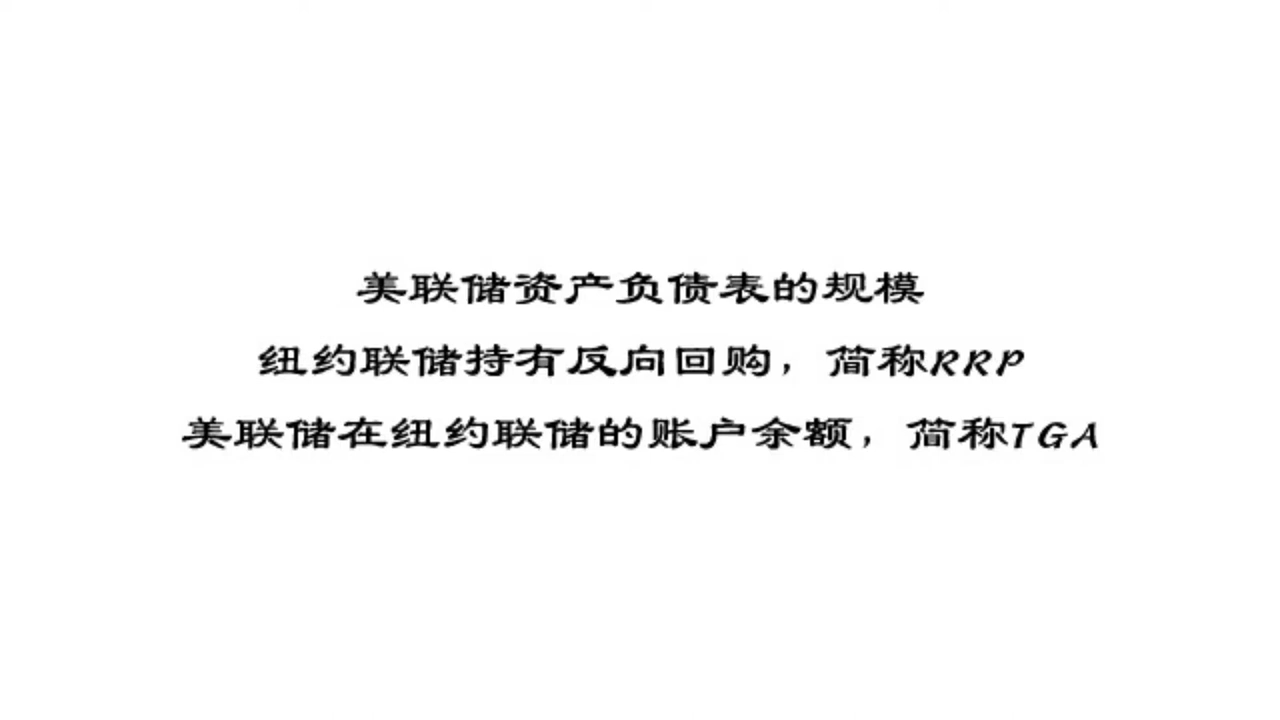 美联储资产负债表的规模
纽约联储持有反向回购，简称RRP
美联储在纽约联储的账户余额，简称TGA